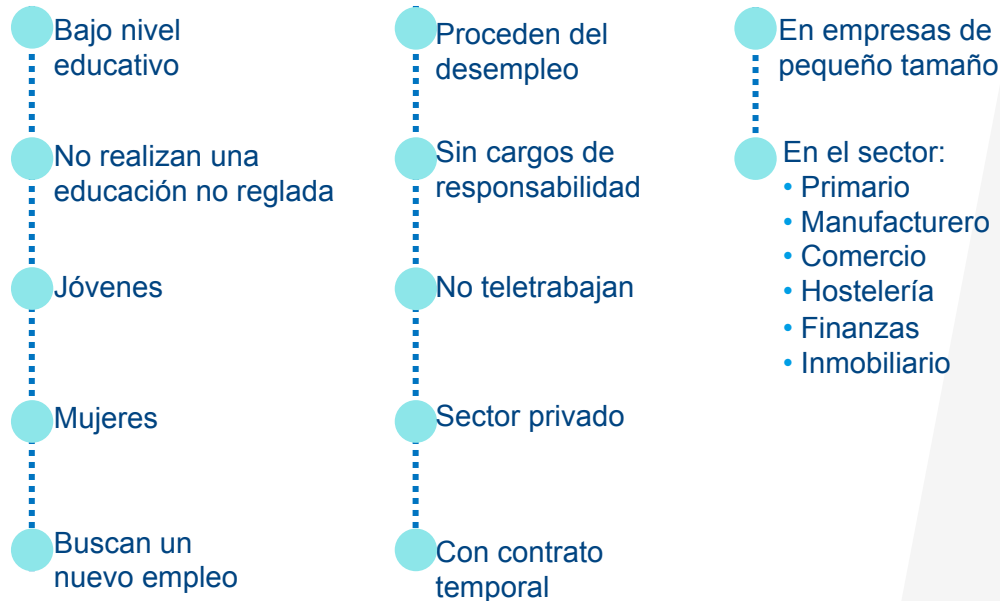 Bajo nivel
educativo
No realizan una
educación no reglada
Jóvenes
Mujeres
Buscan un
nuevo empleo
Proceden del
desempleo
Sin cargos de
responsabilidad
No teletrabajan
Sector privado
Con contrato
temporal
En empresas de
pequeño tamaño
En el sector:
• Primario
• Manufacturero
• Comercio
• Hostelería
• Finanzas
• Inmobiliario